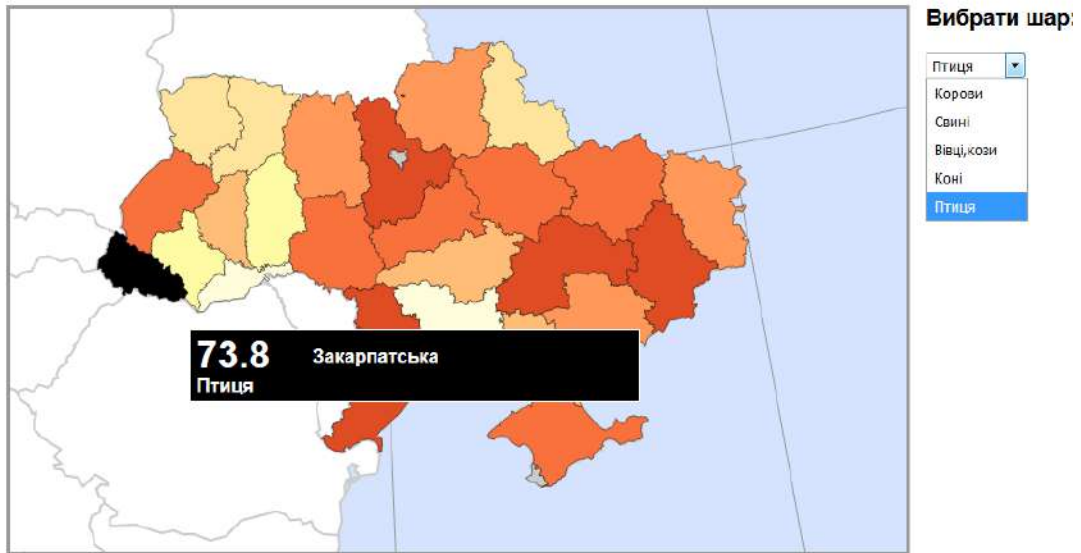 Вибрати шар:
Птиця
Корови
Свині
Вівці,кози
Коні
Птиця
73.8 Закарпатська
Птиця